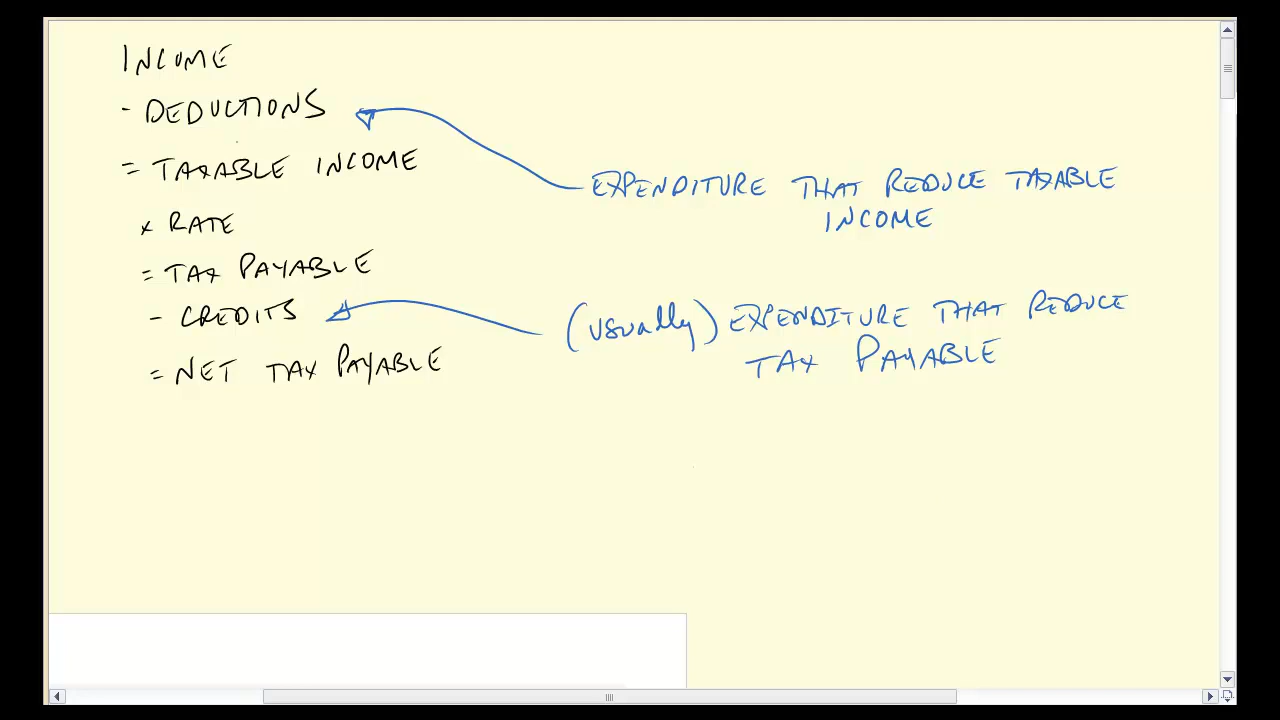 INCOME
- DEDUCTIONS
= TAXABLE INCOME
EXPENDITURE THAT REDUCE TAXABLE
INCOME
x RATE
= TAX PAYABLE
- CREDITS
(usually) EXPENDITURE THAT REDUCE
TAX PAYABLE
= NET TAX PAYABLE